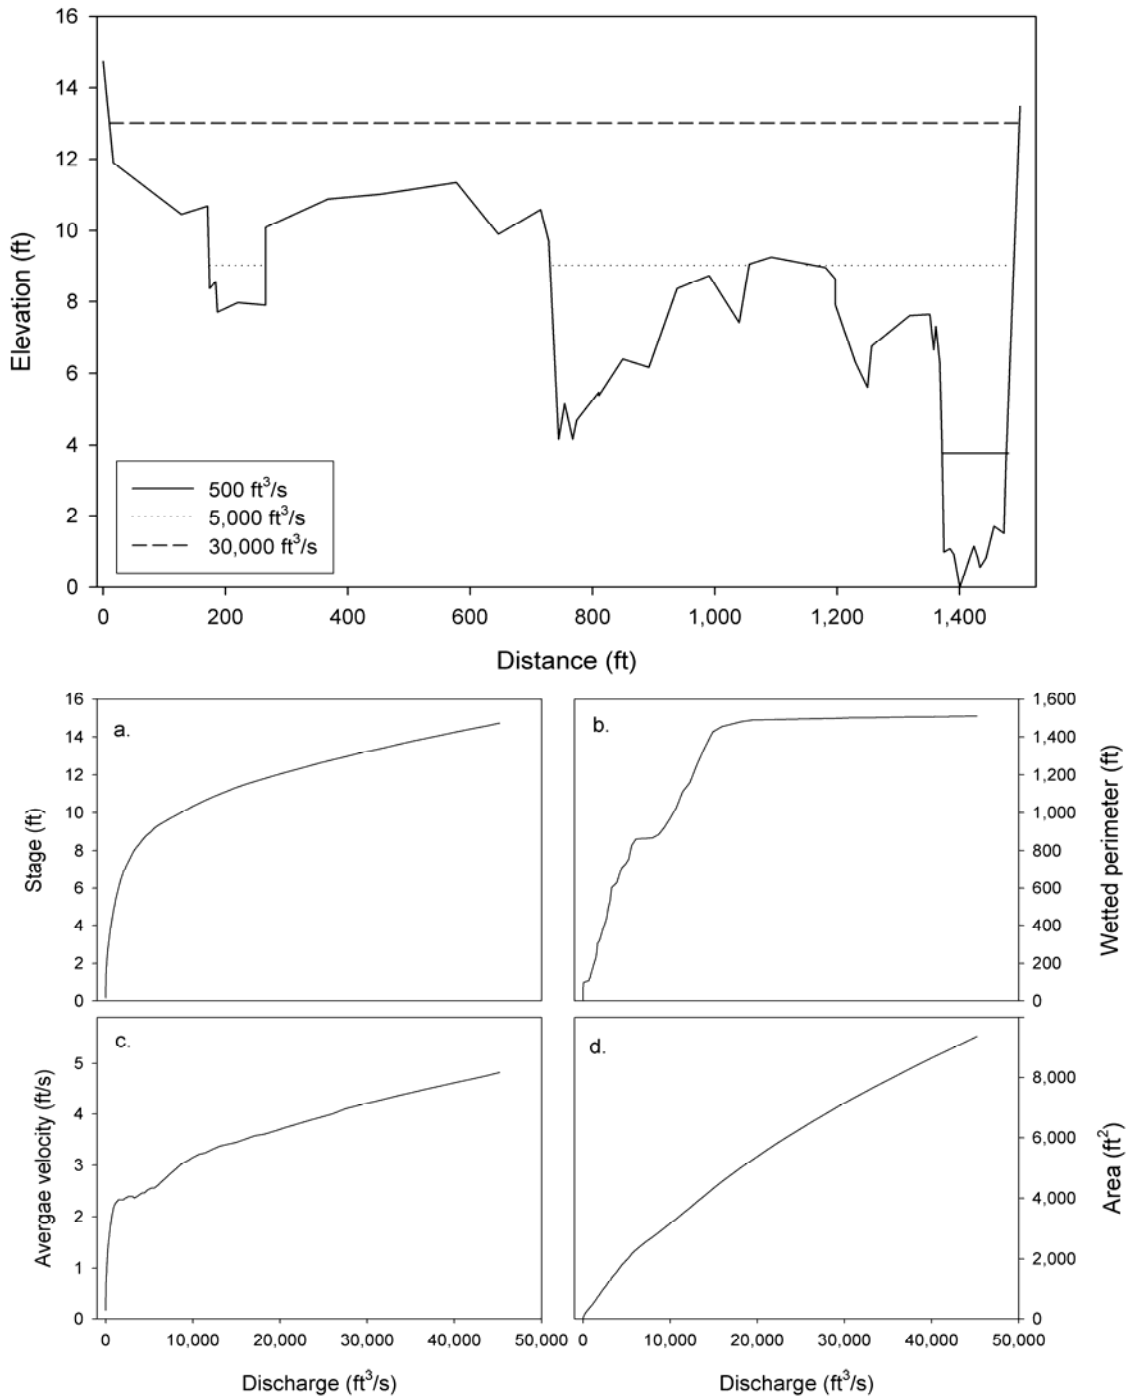 16
14
12
10
8
6
4
2
0
Elevation (ft)
500 ft³/s
5,000 ft³/s
30,000 ft³/s
0 200 400 600 800 1,000 1,200 1,400
Distance (ft)
a.
16
14
12
10
8
6
4
2
0
Stage (ft)
b.
1,600
1,400
1,200
1,000
800
600
400
200
0
Wetted perimeter (ft)
c.
5
4
3
2
1
0
Avergae velocity (ft/s)
0 10,000 20,000 30,000 40,000 50,000
Discharge (ft³/s)
d.
8,000
6,000
4,000
2,000
0
Area (ft²)
0 10,000 20,000 30,000 40,000 50,000
Discharge (ft³/s)